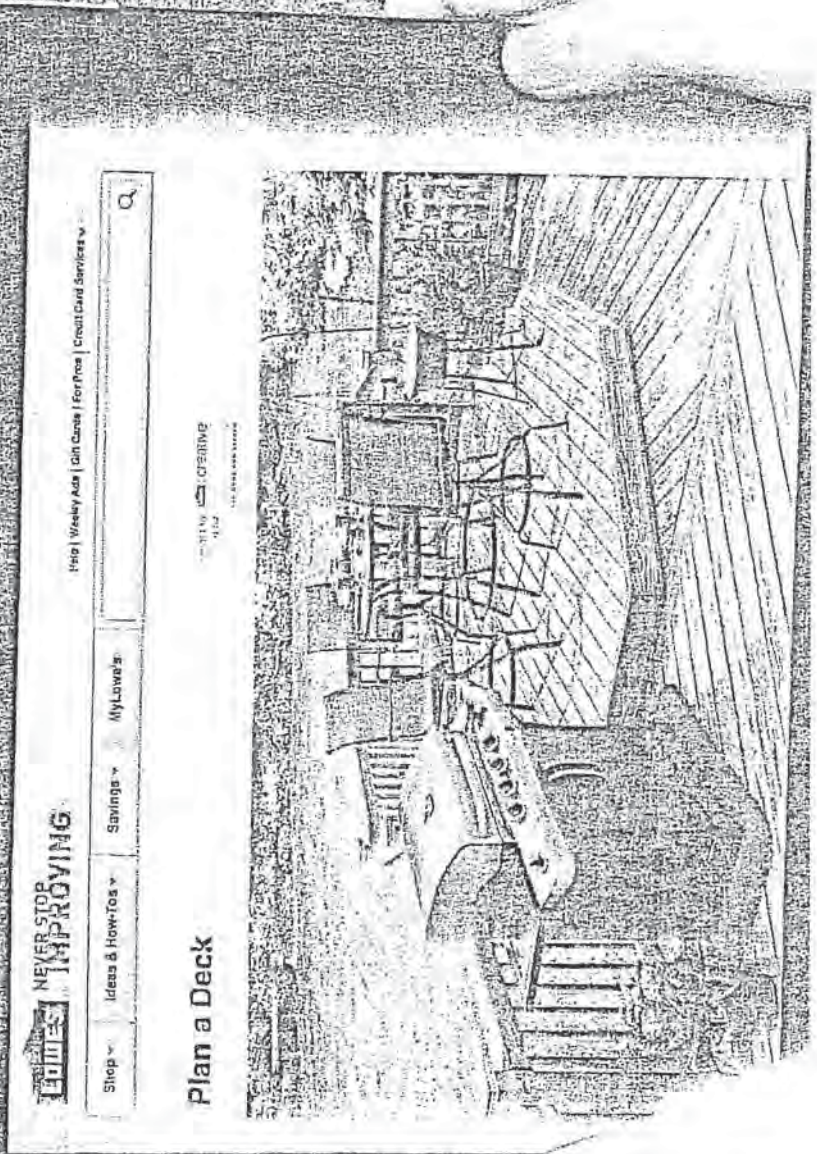 Help | Weekly Ads | Gift Cards | For Pros | Credit Card Services
LOWE'S NEVER STOP
IMPROVING
Shop Ideas & How-Tos Savings MyLowe's
Plan a Deck
creative